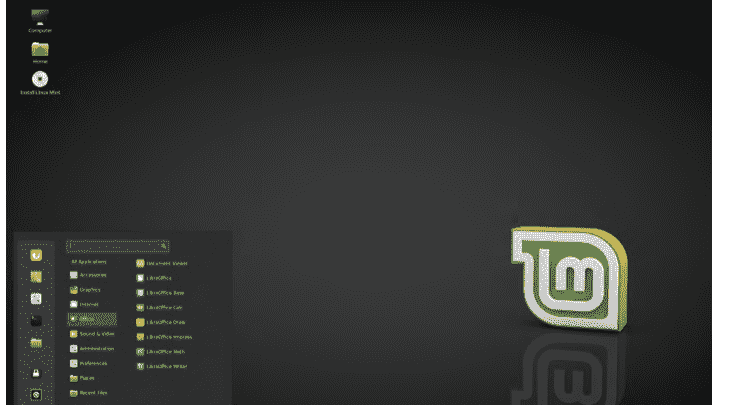 Computer
Home
Install Linux Mint
All Applications
Accessories
Graphics
Internet
Office
Sound & Video
Administration
Preferences
Places
Recent Files
Document Viewer
LibreOffice
LibreOffice Base
LibreOffice Calc
LibreOffice Draw
LibreOffice Impress
LibreOffice Math
LibreOffice Writer